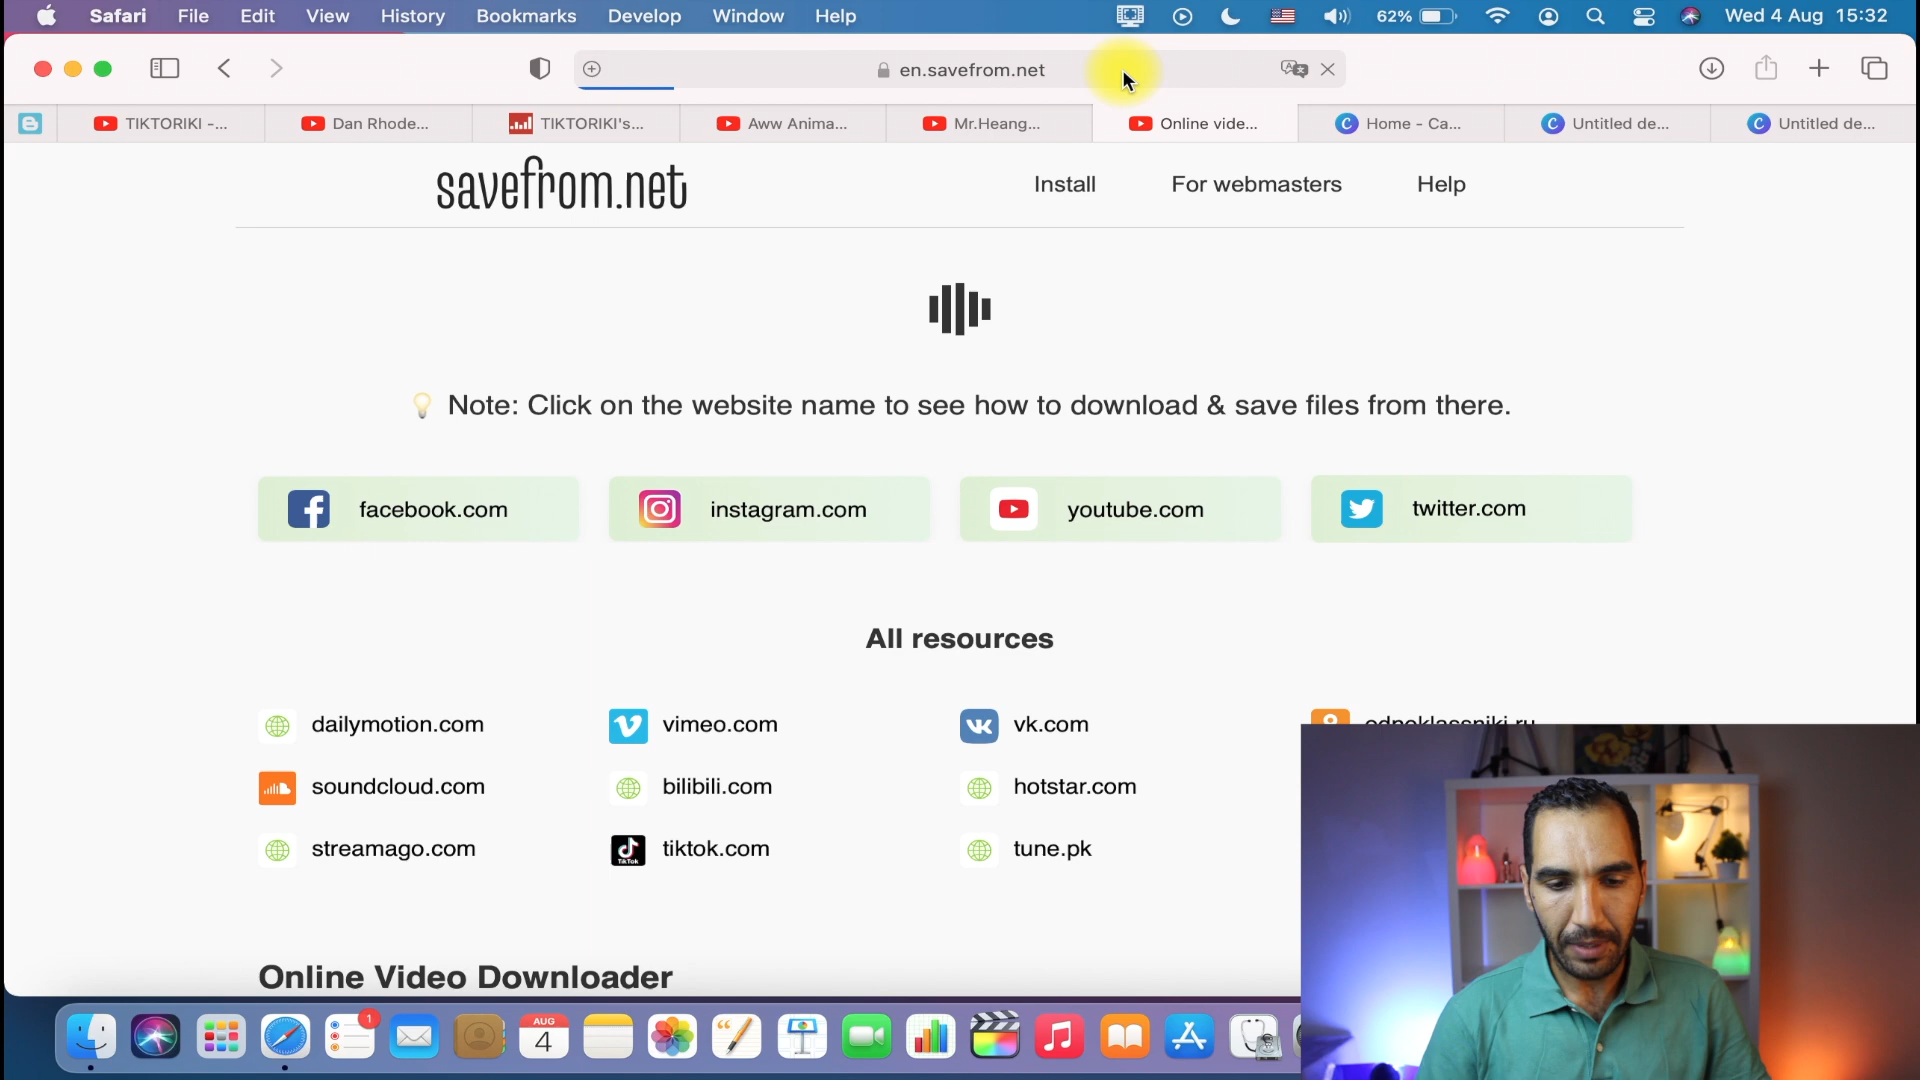 Safari File Edit View History Bookmarks Develop Window Help 62% Wed 4 Aug 15:32
en.savefrom.net
TIKTORIKI -... Dan Rhode... TIKTORIKI's... Aww Anima... Mr.Heang... Online vide... Home - Ca... Untitled de... Untitled de...
savefrom.net Install For webmasters Help
Note: Click on the website name to see how to download & save files from there.
facebook.com instagram.com youtube.com twitter.com
All resources
dailymotion.com vimeo.com vk.com odnoklassniki.ru
soundcloud.com bilibili.com hotstar.com
streamago.com tiktok.com tune.pk
Online Video Downloader
1
AUG
4